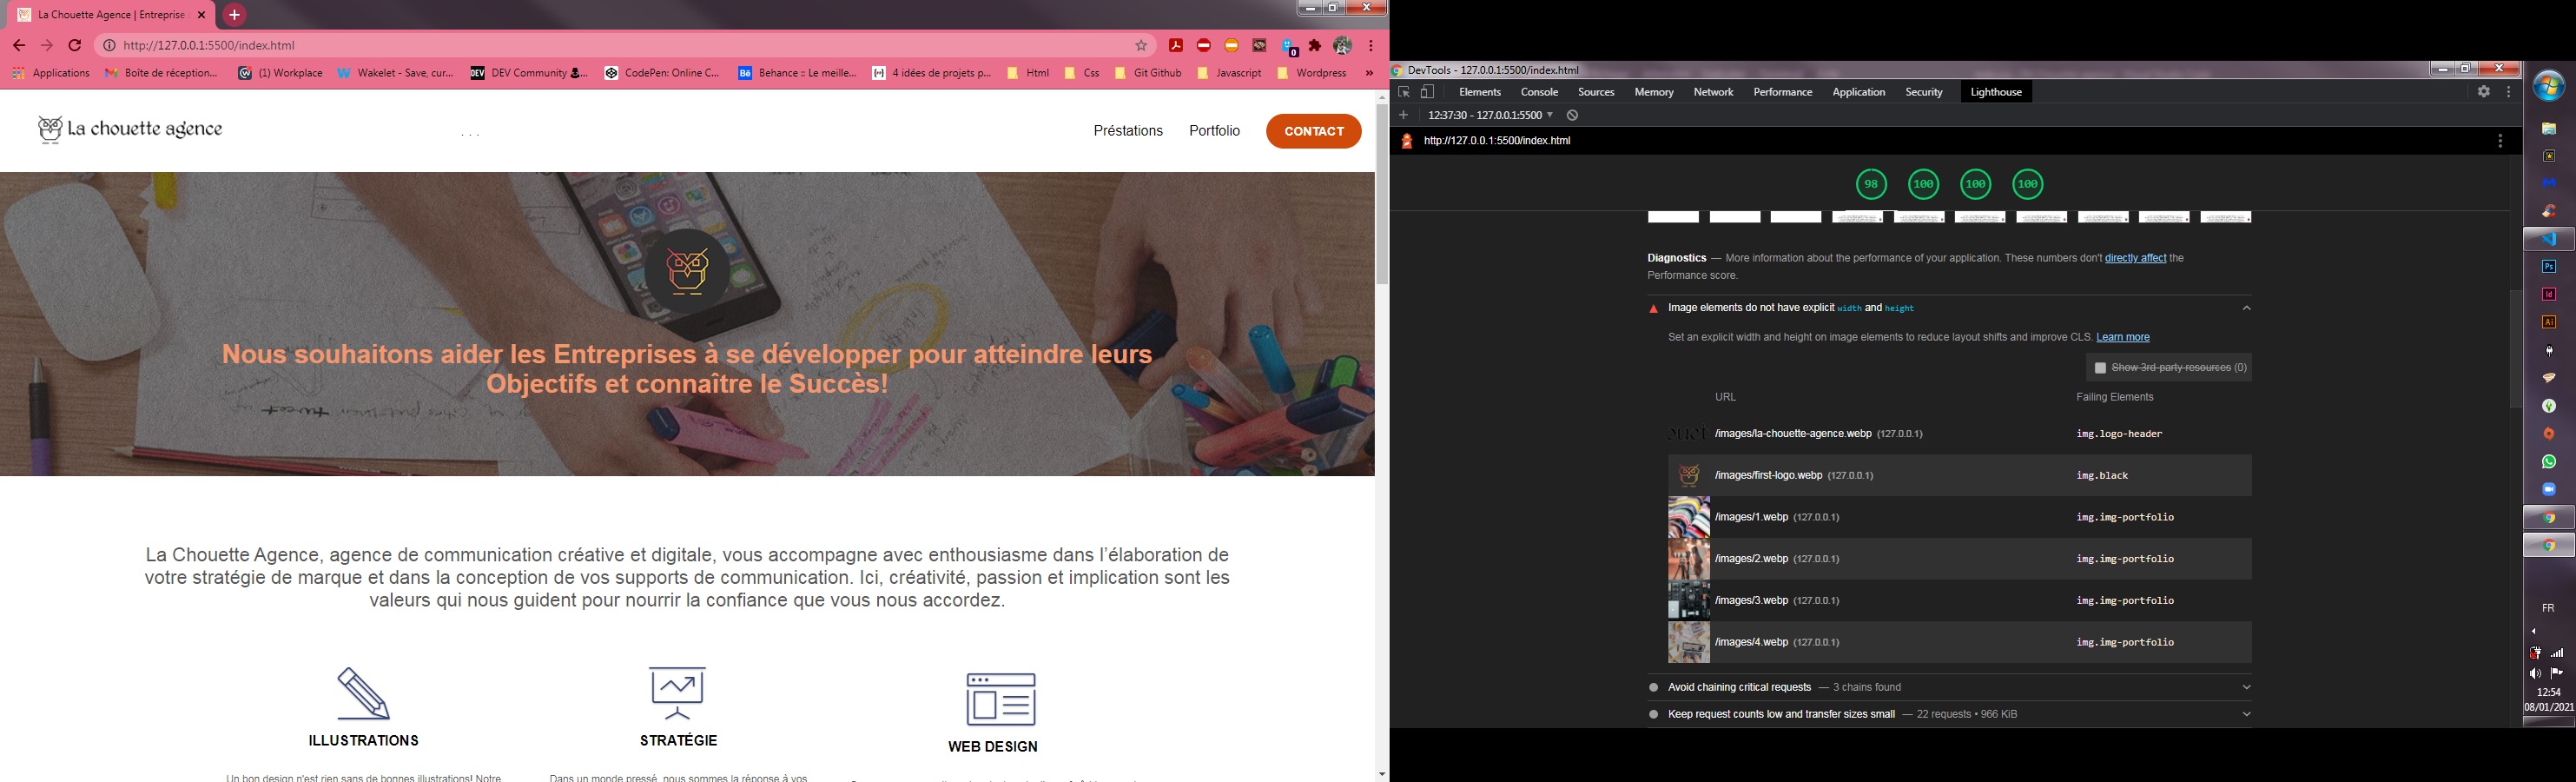 La Chouette Agence | Entreprise
http://127.0.0.1:5500/index.html
0
Applications
Boîte de réception...
(1) Workplace
Wakelet - Save, cur...
DEV Community
CodePen: Online C...
Behance :: Le meille...
4 idées de projets p...
Html
Css
Git Github
Javascript
Wordpress
»
La chouette agence
. . .
Préstations
Portfolio
CONTACT
Nous souhaitons aider les Entreprises à se développer pour atteindre leurs
Objectifs et connaître le Succès!
La Chouette Agence, agence de communication créative et digitale, vous accompagne avec enthousiasme dans l’élaboration de
votre stratégie de marque et dans la conception de vos supports de communication. Ici, créativité, passion et implication sont les
valeurs qui nous guident pour nourrir la confiance que vous nous accordez.
ILLUSTRATIONS
STRATÉGIE
WEB DESIGN
Un bon design n'est rien sans de bonnes illustrations! Notre
Dans un monde pressé, nous sommes la réponse à vos
DevTools - 127.0.0.1:5500/index.html
Elements
Console
Sources
Memory
Network
Performance
Application
Security
Lighthouse
12:37:30 - 127.0.0.1:5500
http://127.0.0.1:5500/index.html
98
100
100
100
Diagnostics — More information about the performance of your application. These numbers don't directly affect the
Performance score.
Image elements do not have explicit width and height
Set an explicit width and height on image elements to reduce layout shifts and improve CLS. Learn more
Show 3rd-party resources (0)
URL
Failing Elements
/images/la-chouette-agence.webp (127.0.0.1)
img.logo-header
/images/first-logo.webp (127.0.0.1)
img.black
/images/1.webp (127.0.0.1)
img.img-portfolio
/images/2.webp (127.0.0.1)
img.img-portfolio
/images/3.webp (127.0.0.1)
img.img-portfolio
/images/4.webp (127.0.0.1)
img.img-portfolio
Avoid chaining critical requests — 3 chains found
Keep request counts low and transfer sizes small — 22 requests • 966 KiB
Ps
Id
Ai
FR
12:54
08/01/2021